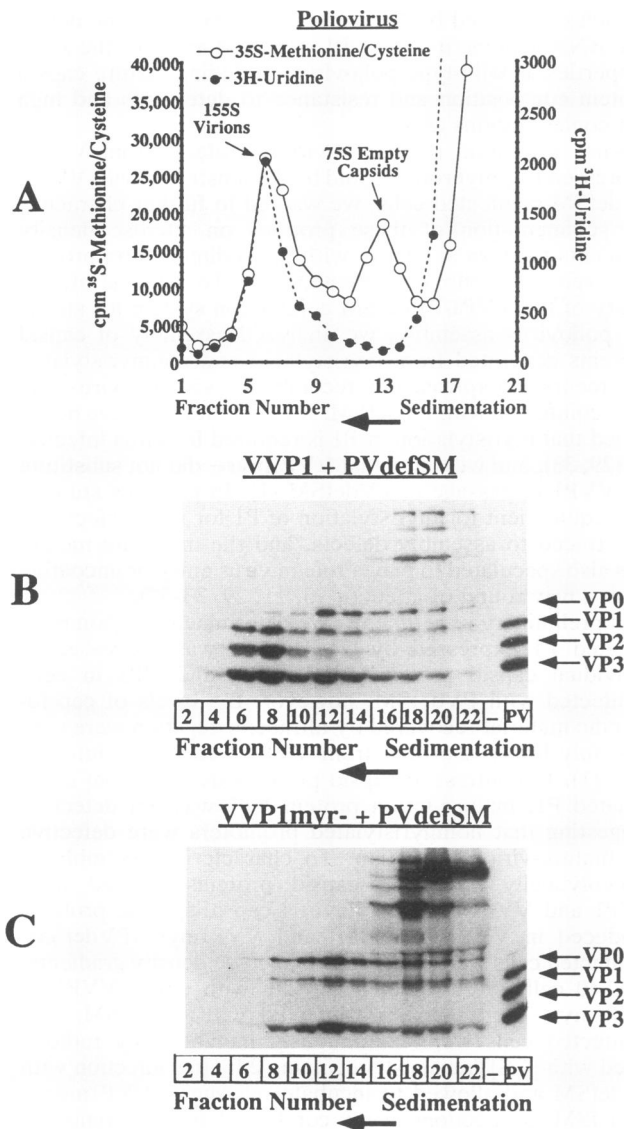 Poliovirus
35S-Methionine/Cysteine
3H-Uridine
40,000
35,000
30,000
25,000
20,000
15,000
10,000
5,000
0
cpm ³⁵S-Methionine/Cysteine
155S
Virions
75S Empty
Capsids
3000
2500
2000
1500
1000
500
0
cpm ³H-Uridine
A
1 5 9 13 17 21
Fraction Number Sedimentation
VVP1 + PVdefSM
B
VP0
VP1
VP2
VP3
2 4 6 8 10 12 14 16 18 20 22 – PV
Fraction Number Sedimentation
VVP1myr- + PVdefSM
C
VP0
VP1
VP2
VP3
2 4 6 8 10 12 14 16 18 20 22 – PV
Fraction Number Sedimentation